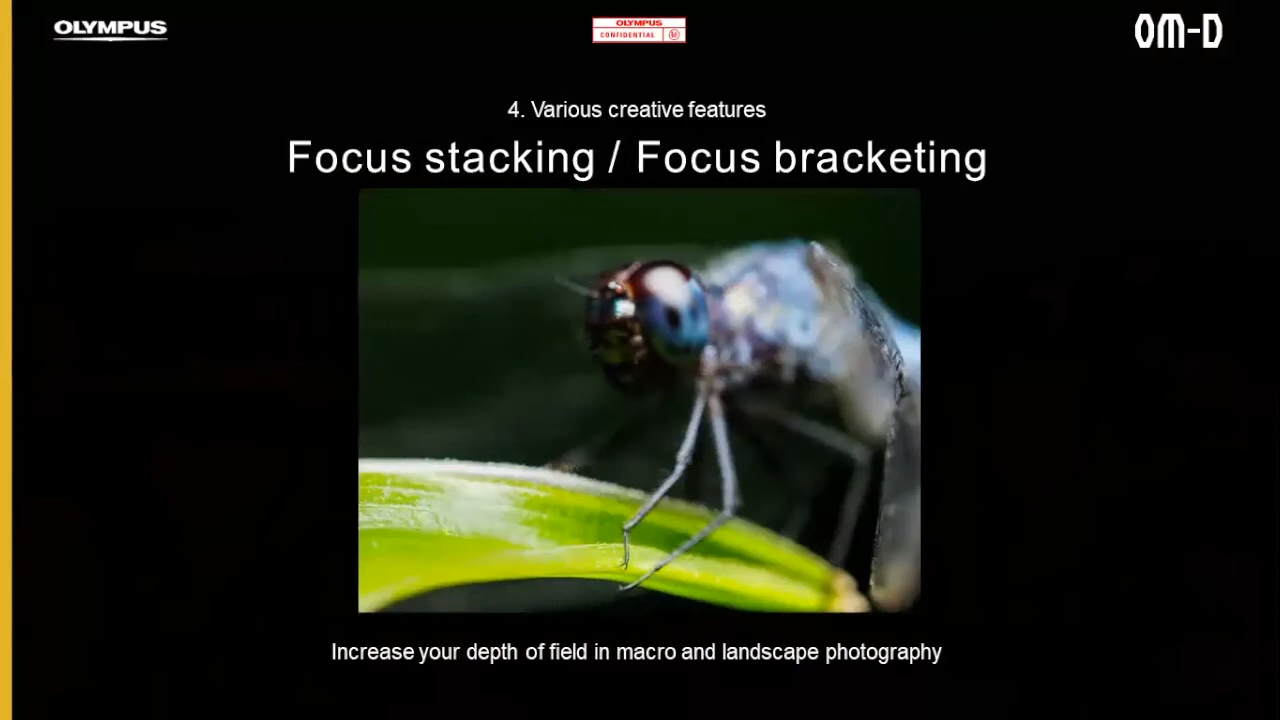 OLYMPUS
OLYMPUS
CONFIDENTIAL
OM-D
4. Various creative features
Focus stacking / Focus bracketing
Increase your depth of field in macro and landscape photography